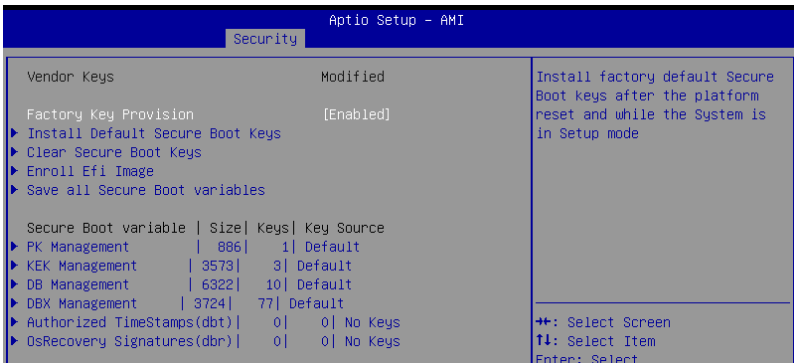 Aptio Setup – AMI
Security
Vendor Keys Modified
Factory Key Provision [Enabled]
Install Default Secure Boot Keys
Clear Secure Boot Keys
Enroll Efi Image
Save all Secure Boot variables
Secure Boot variable | Size| Keys| Key Source
PK Management | 886| 1| Default
KEK Management | 3573| 3| Default
DB Management | 6322| 10| Default
DBX Management | 3724| 77| Default
Authorized TimeStamps(dbt)| 0| 0| No Keys
OsRecovery Signatures(dbr)| 0| 0| No Keys
Install factory default Secure
Boot keys after the platform
reset and while the System is
in Setup mode
→←: Select Screen
↑↓: Select Item
Enter: Select